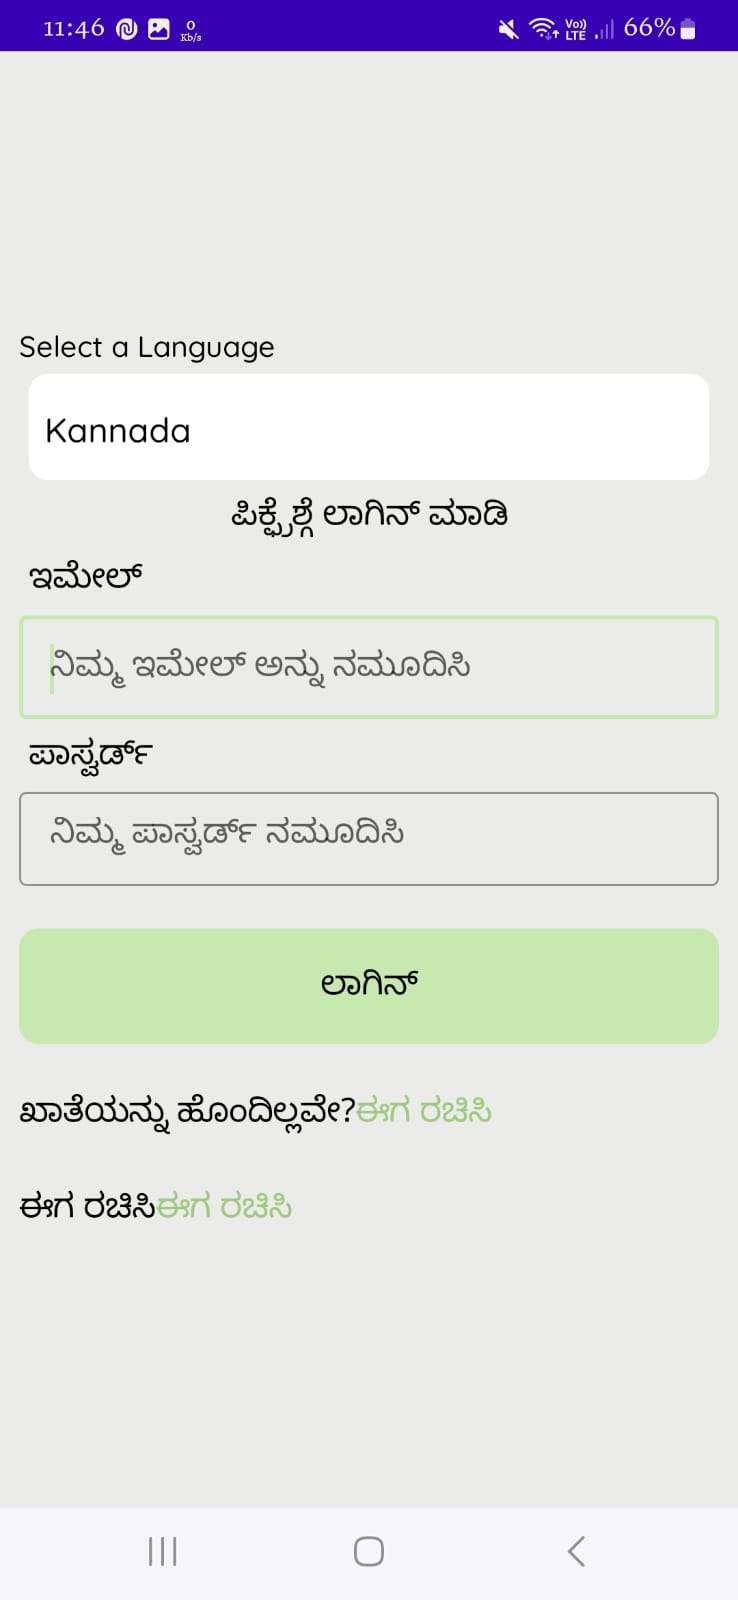 11:46 0 Kb/s Vo)) LTE 66%
Select a Language
Kannada
ಪಿಕ್ಫ್ರೆಶ್ಗೆ ಲಾಗಿನ್ ಮಾಡಿ
ಇಮೇಲ್
ನಿಮ್ಮ ಇಮೇಲ್ ಅನ್ನು ನಮೂದಿಸಿ
ಪಾಸ್ವರ್ಡ್
ನಿಮ್ಮ ಪಾಸ್ವರ್ಡ್ ನಮೂದಿಸಿ
ಲಾಗಿನ್
ಖಾತೆಯನ್ನು ಹೊಂದಿಲ್ಲವೇ?ಈಗ ರಚಿಸಿ
ಈಗ ರಚಿಸಿಈಗ ರಚಿಸಿ